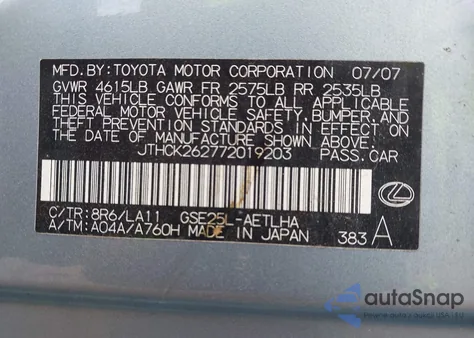 MFD.BY:TOYOTA MOTOR CORPORATION 07/07
GVWR 4615LB GAWR FR 2575LB RR 2535LB
THIS VEHICLE CONFORMS TO ALL APPLICABLE
FEDERAL MOTOR VEHICLE SAFETY, BUMPER, AND
THEFT PREVENTION STANDARDS IN EFFECT ON
THE DATE OF MANUFACTURE SHOWN ABOVE.
JTHCK262772019203 PASS.CAR
C/TR:8R6/LA11 GSE25L-AETLHA
A/TM:A04A/A760H MADE IN JAPAN 383 A
autoSnap